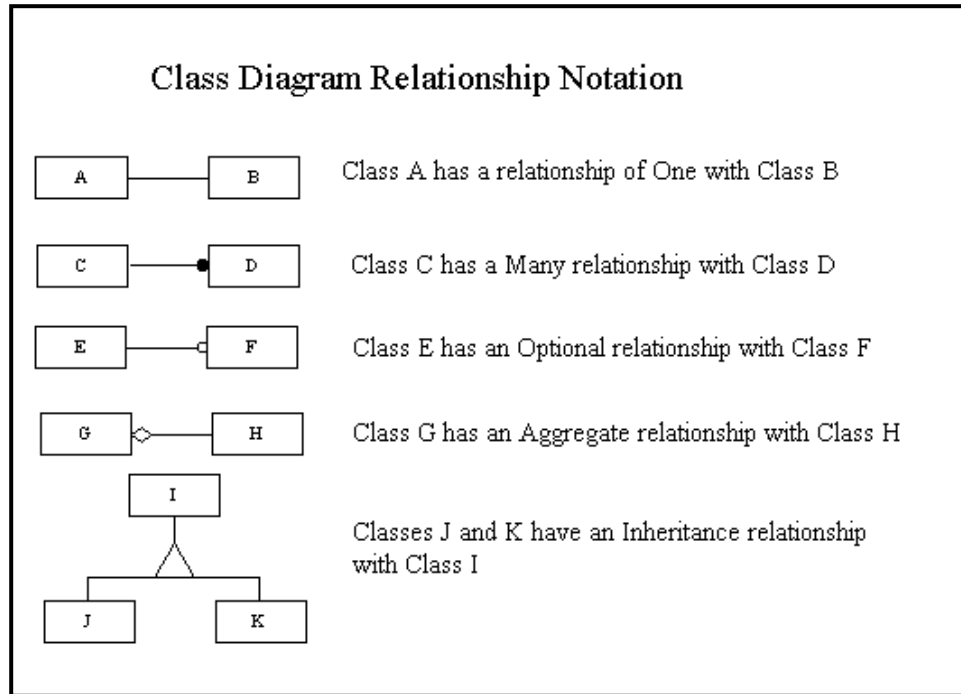 Class Diagram Relationship Notation
A B Class A has a relationship of One with Class B
C D Class C has a Many relationship with Class D
E F Class E has an Optional relationship with Class F
G H Class G has an Aggregate relationship with Class H
I
Classes J and K have an Inheritance relationship
with Class I
J K